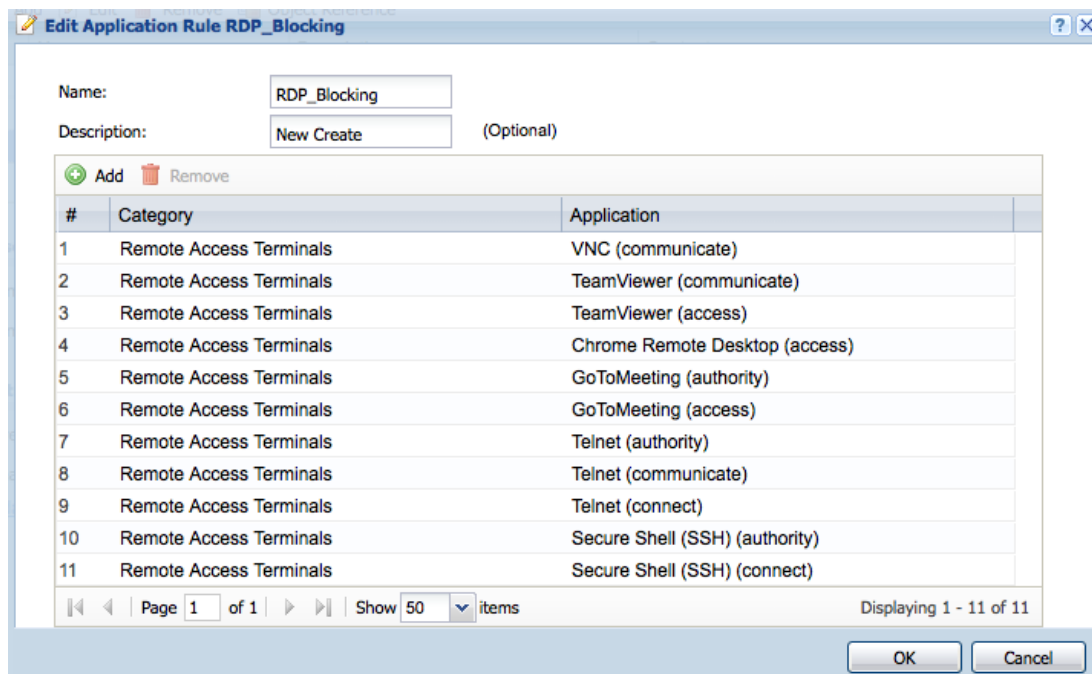 Edit Application Rule RDP_Blocking
Name: RDP_Blocking
Description: New Create (Optional)
Add Remove
# Category Application
1 Remote Access Terminals VNC (communicate)
2 Remote Access Terminals TeamViewer (communicate)
3 Remote Access Terminals TeamViewer (access)
4 Remote Access Terminals Chrome Remote Desktop (access)
5 Remote Access Terminals GoToMeeting (authority)
6 Remote Access Terminals GoToMeeting (access)
7 Remote Access Terminals Telnet (authority)
8 Remote Access Terminals Telnet (communicate)
9 Remote Access Terminals Telnet (connect)
10 Remote Access Terminals Secure Shell (SSH) (authority)
11 Remote Access Terminals Secure Shell (SSH) (connect)
Page 1 of 1 Show 50 items Displaying 1 - 11 of 11
OK Cancel